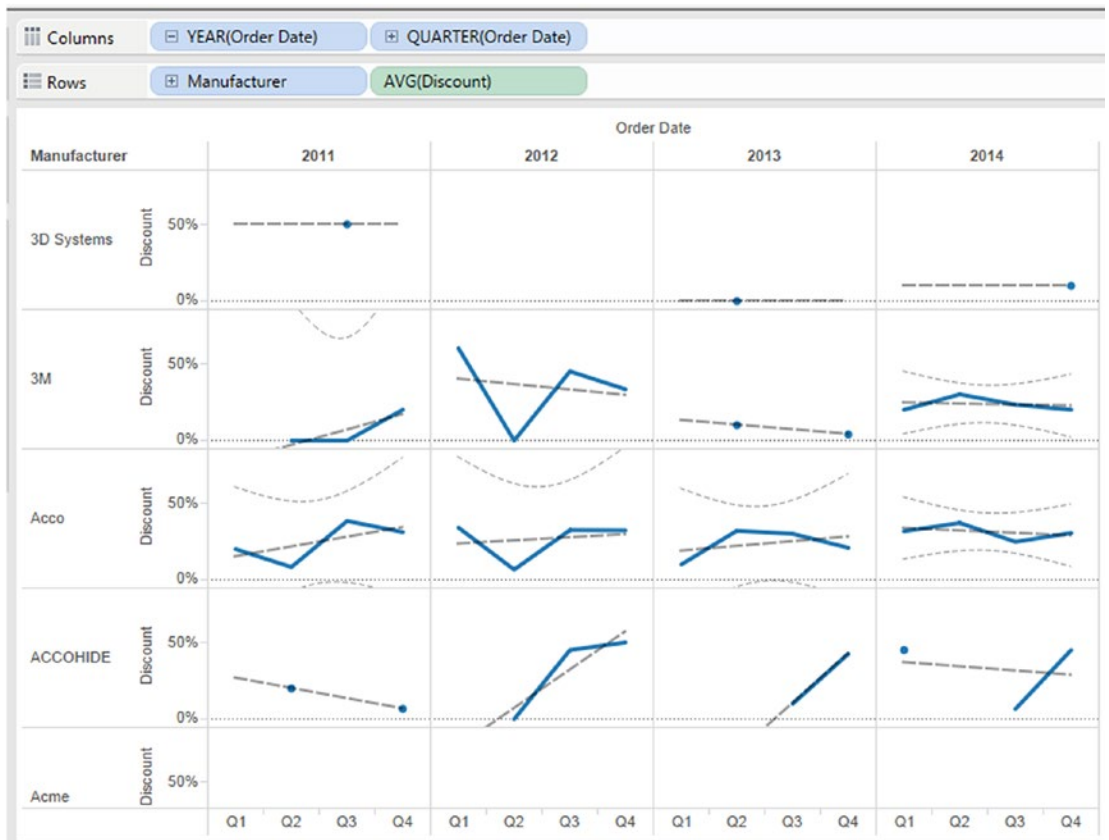 Columns YEAR(Order Date) QUARTER(Order Date)
Rows Manufacturer AVG(Discount)
Order Date
Manufacturer 2011 2012 2013 2014
3D Systems Discount 50% 0%
3M Discount 50% 0%
Acco Discount 50% 0%
ACCOHIDE Discount 50% 0%
Acme Discount 50%
Q1 Q2 Q3 Q4 Q1 Q2 Q3 Q4 Q1 Q2 Q3 Q4 Q1 Q2 Q3 Q4